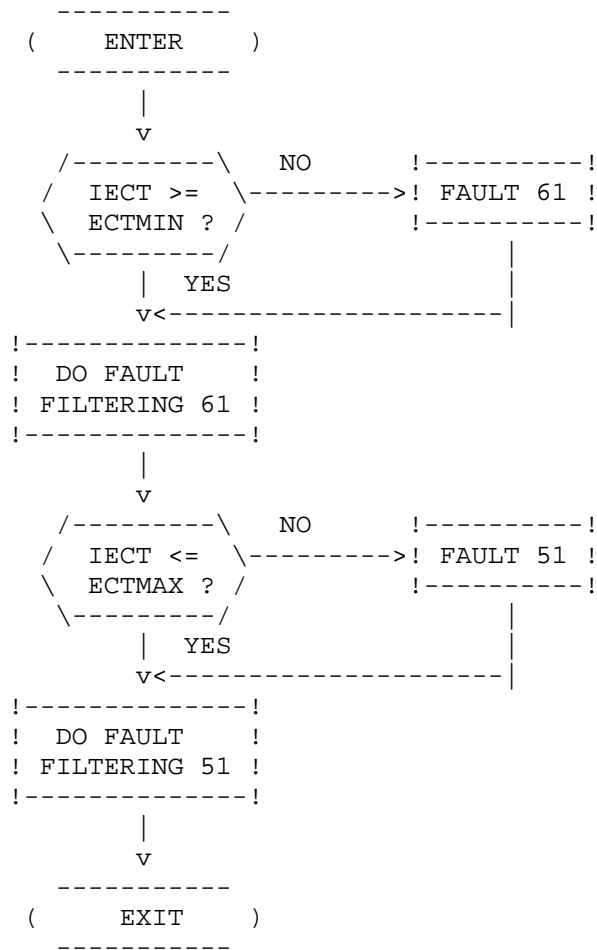 ENTER
NO
IECT >= FAULT 61
ECTMIN ?
YES
DO FAULT
FILTERING 61
NO
IECT <= FAULT 51
ECTMAX ?
YES
DO FAULT
FILTERING 51
EXIT